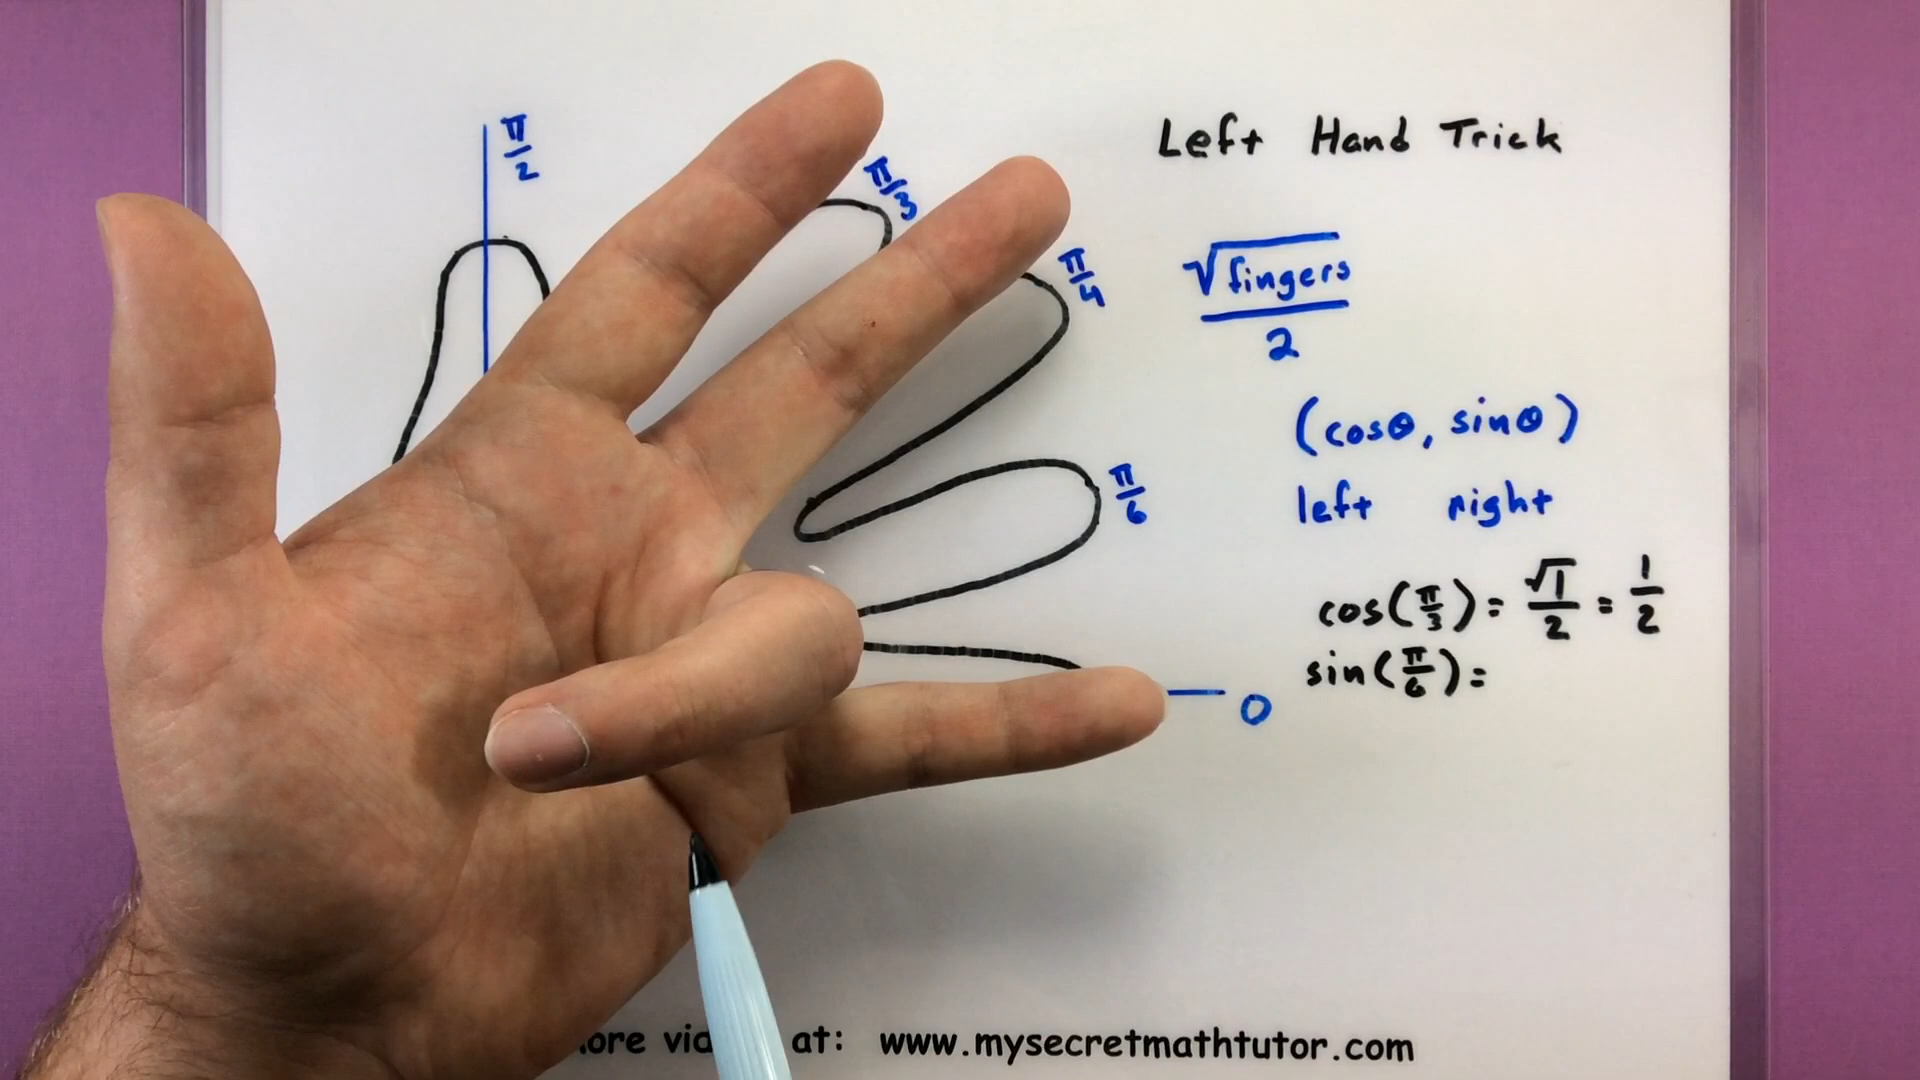 Left Hand Trick
π/2
π/3
π/4
√fingers/2
(cosθ, sinθ)
left right
π/6
cos(π/3) = √1/2 = 1/2
sin(π/6) =
0
at: www.mysecretmathtutor.com